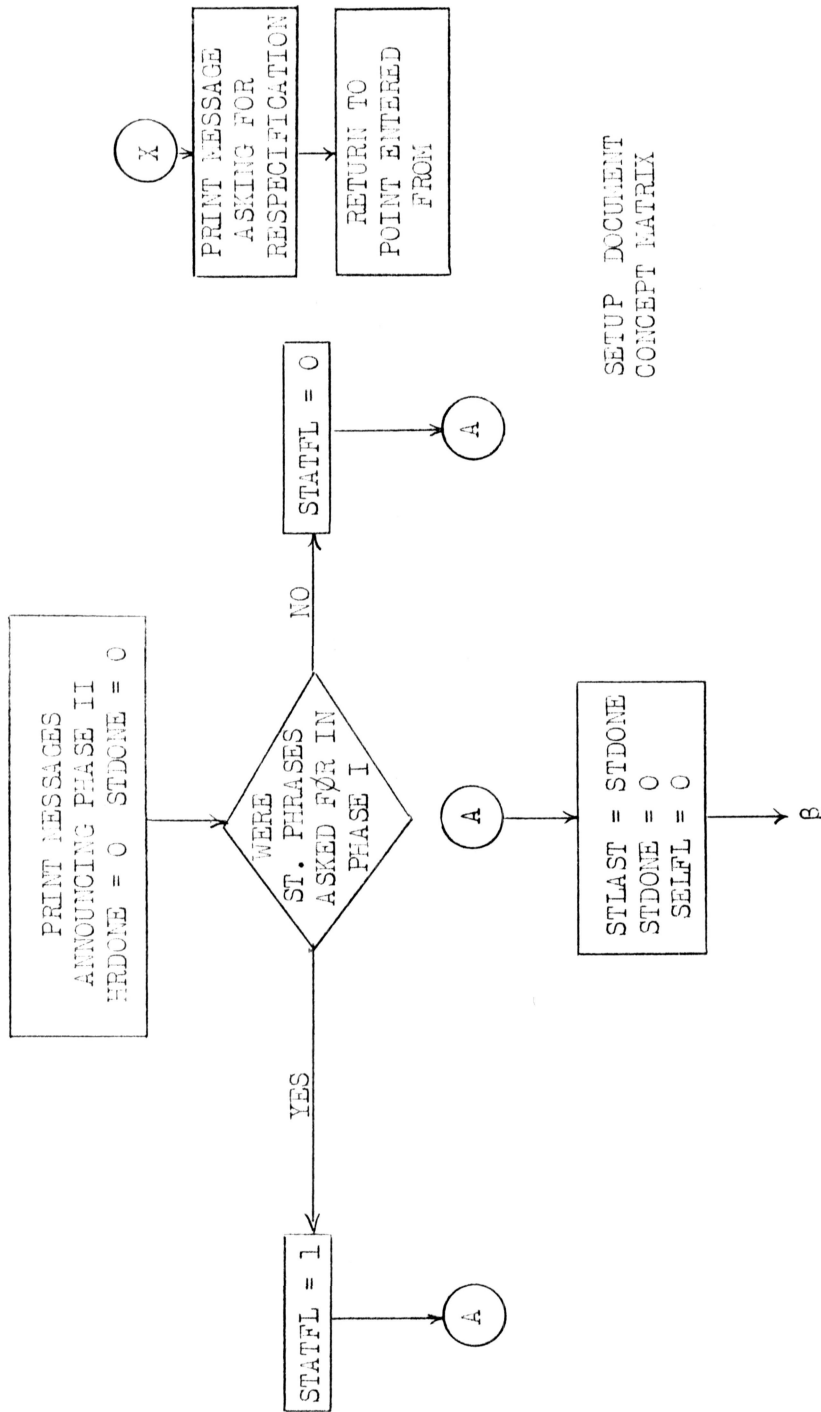 PRINT MESSAGES
ANNOUNCING PHASE II
HRDONE = 0 STDONE = 0
WERE
ST. PHRASES
ASKED FØR IN
PHASE I
YES
NO
STATFL = 1
A
STATFL = 0
A
A
STLAST = STDONE
STDONE = 0
SELFL = 0
β
X
PRINT MESSAGE
ASKING FOR
RESPECIFICATION
RETURN TO
POINT ENTERED
FROM
SETUP DOCUMENT
CONCEPT MATRIX